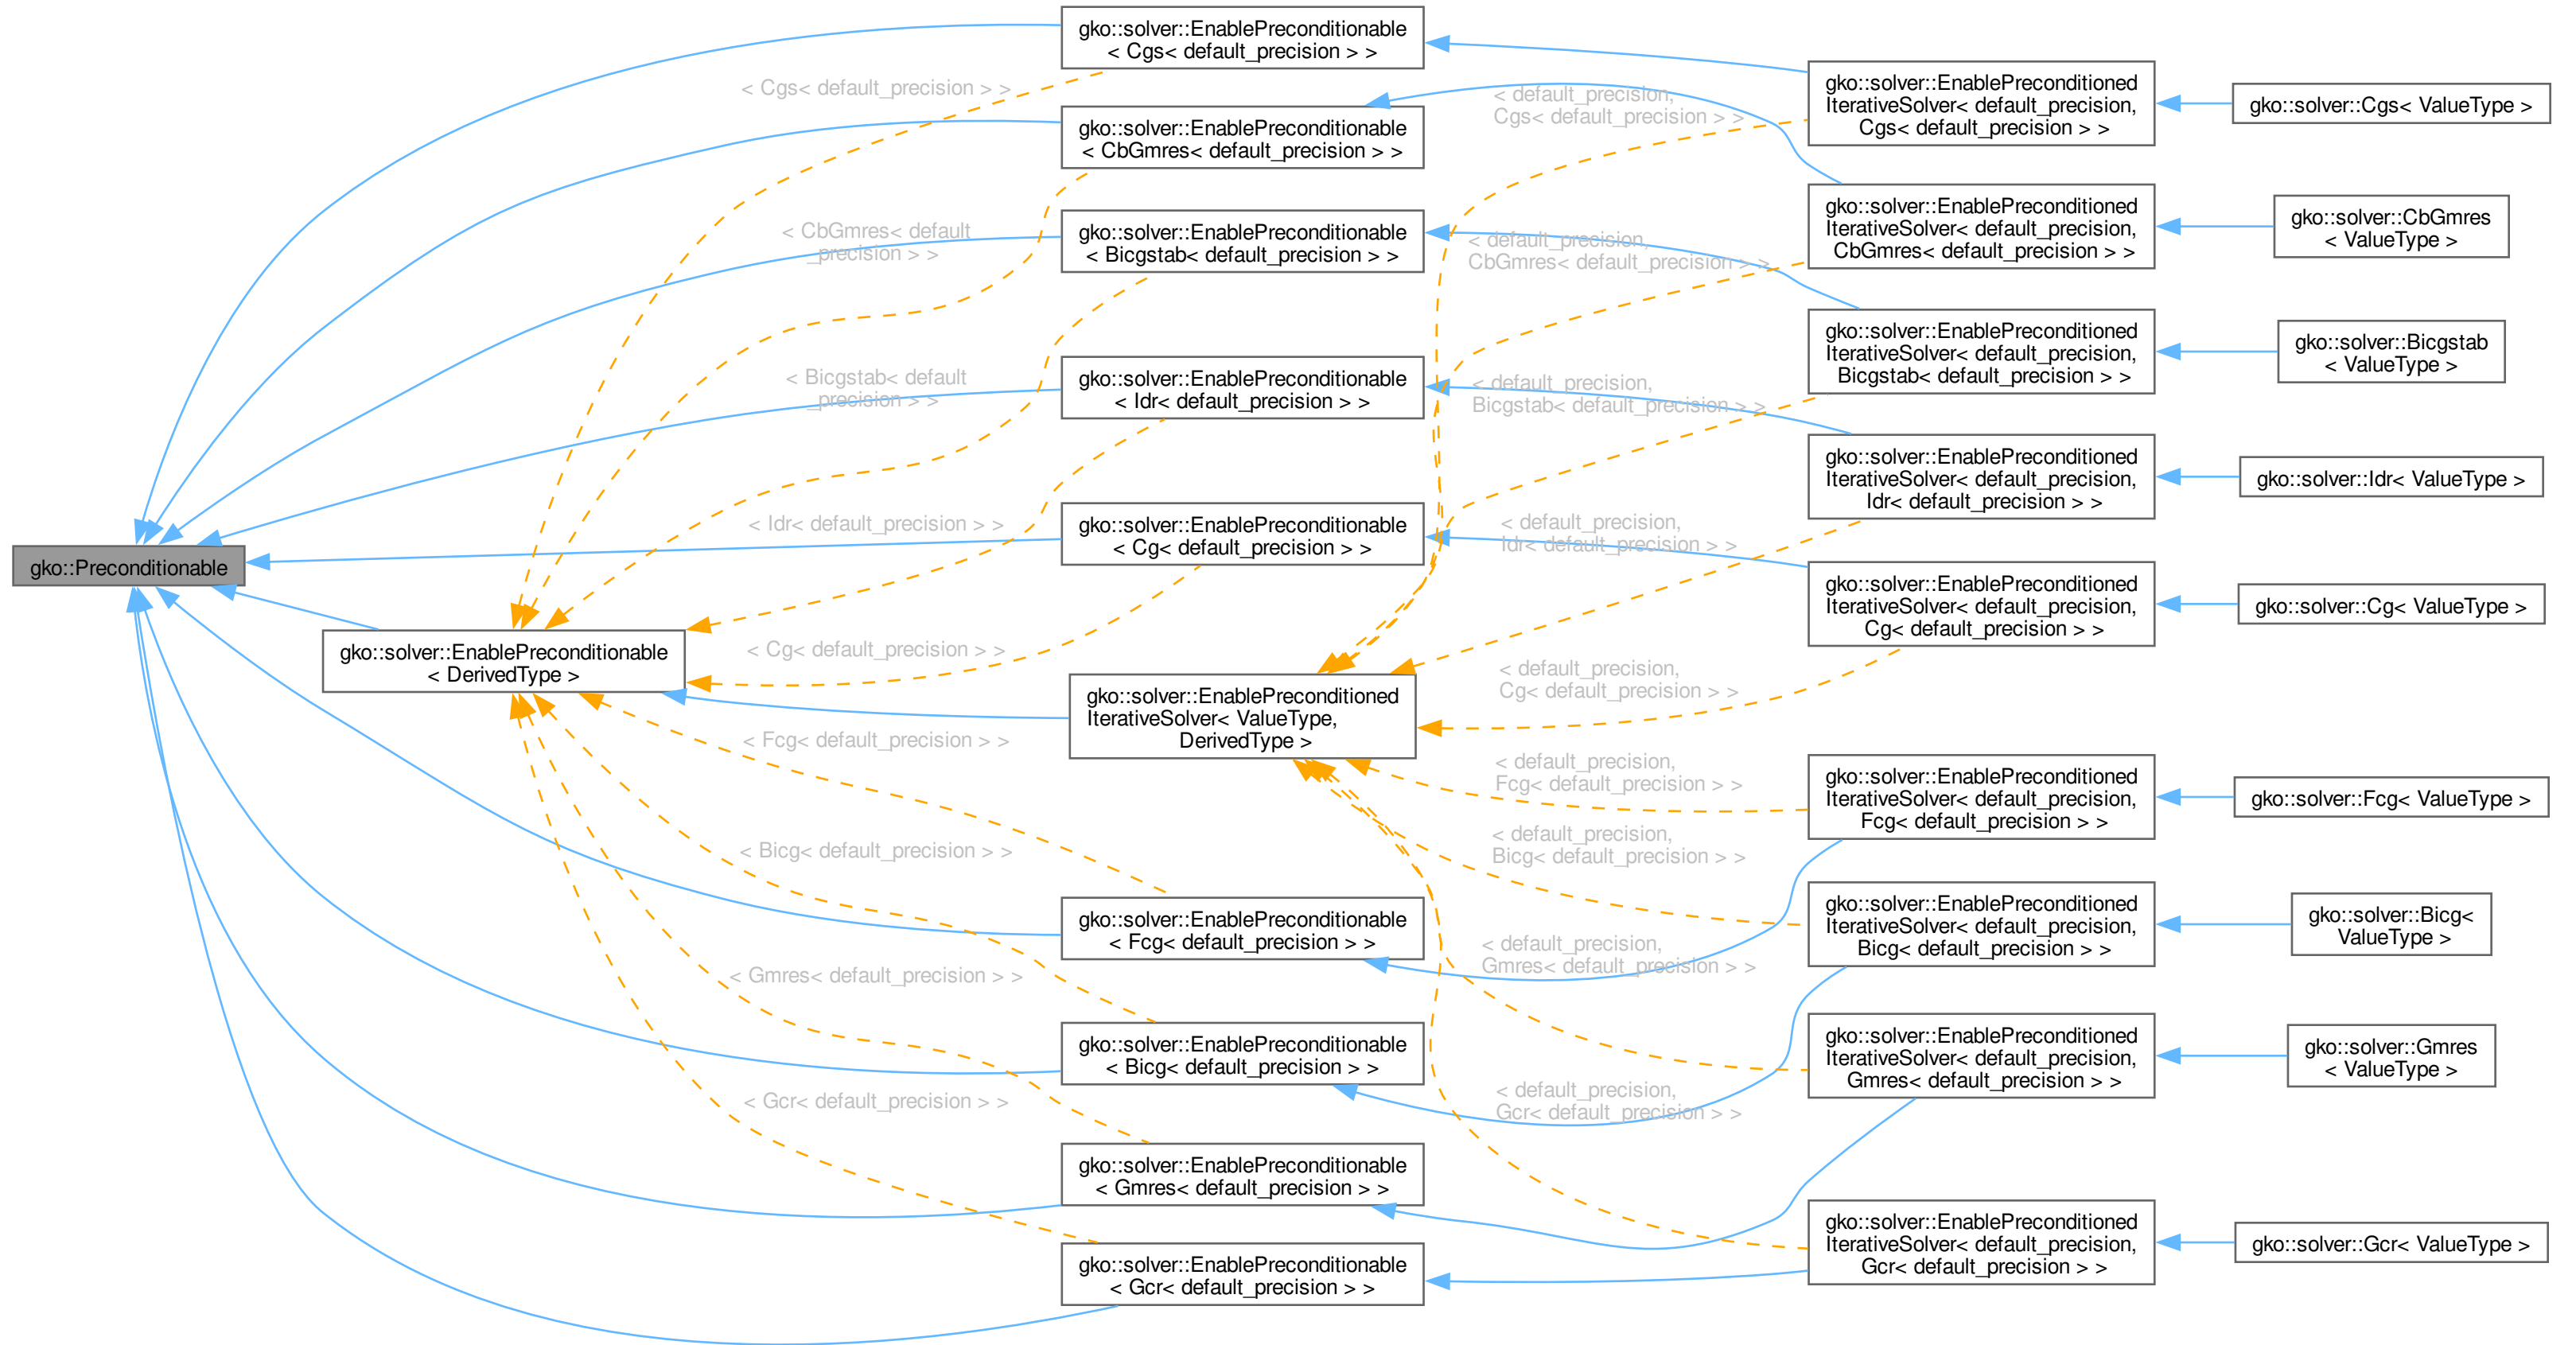 gko::Preconditionable
gko::solver::EnablePreconditionable
< DerivedType >
gko::solver::EnablePreconditionable
< Cgs< default_precision > >
gko::solver::EnablePreconditionable
< CbGmres< default_precision > >
gko::solver::EnablePreconditionable
< Bicgstab< default_precision > >
gko::solver::EnablePreconditionable
< Idr< default_precision > >
gko::solver::EnablePreconditionable
< Cg< default_precision > >
gko::solver::EnablePreconditioned
IterativeSolver< ValueType,
DerivedType >
gko::solver::EnablePreconditionable
< Fcg< default_precision > >
gko::solver::EnablePreconditionable
< Bicg< default_precision > >
gko::solver::EnablePreconditionable
< Gmres< default_precision > >
gko::solver::EnablePreconditionable
< Gcr< default_precision > >
< Cgs< default_precision > >
< CbGmres< default
_precision > >
< Bicgstab< default
_precision > >
< Idr< default_precision > >
< Cg< default_precision > >
< Fcg< default_precision > >
< Bicg< default_precision > >
< Gmres< default_precision > >
< Gcr< default_precision > >
< default_precision,
Cgs< default_precision > >
< default_precision,
CbGmres< default_precision > >
< default_precision,
Bicgstab< default_precision > >
< default_precision,
Idr< default_precision > >
< default_precision,
Cg< default_precision > >
< default_precision,
Fcg< default_precision > >
< default_precision,
Bicg< default_precision > >
< default_precision,
Gmres< default_precision > >
< default_precision,
Gcr< default_precision > >
gko::solver::EnablePreconditioned
IterativeSolver< default_precision,
Cgs< default_precision > >
gko::solver::EnablePreconditioned
IterativeSolver< default_precision,
CbGmres< default_precision > >
gko::solver::EnablePreconditioned
IterativeSolver< default_precision,
Bicgstab< default_precision > >
gko::solver::EnablePreconditioned
IterativeSolver< default_precision,
Idr< default_precision > >
gko::solver::EnablePreconditioned
IterativeSolver< default_precision,
Cg< default_precision > >
gko::solver::EnablePreconditioned
IterativeSolver< default_precision,
Fcg< default_precision > >
gko::solver::EnablePreconditioned
IterativeSolver< default_precision,
Bicg< default_precision > >
gko::solver::EnablePreconditioned
IterativeSolver< default_precision,
Gmres< default_precision > >
gko::solver::EnablePreconditioned
IterativeSolver< default_precision,
Gcr< default_precision > >
gko::solver::Cgs< ValueType >
gko::solver::CbGmres
< ValueType >
gko::solver::Bicgstab
< ValueType >
gko::solver::Idr< ValueType >
gko::solver::Cg< ValueType >
gko::solver::Fcg< ValueType >
gko::solver::Bicg<
ValueType >
gko::solver::Gmres
< ValueType >
gko::solver::Gcr< ValueType >